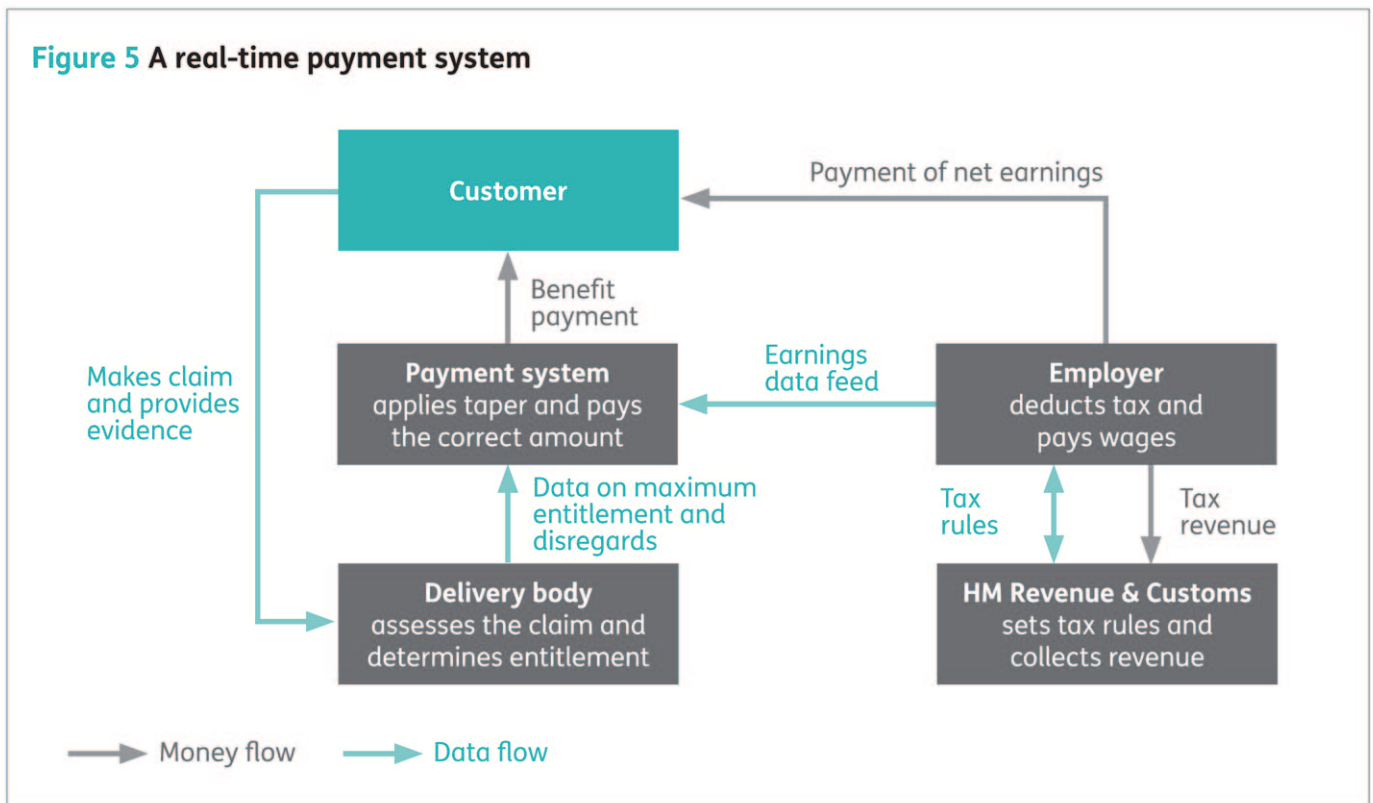 Figure 5 A real-time payment system
Customer
Payment of net earnings
Benefit
payment
Makes claim
and provides
evidence
Payment system
applies taper and pays
the correct amount
Earnings
data feed
Employer
deducts tax and
pays wages
Data on maximum
entitlement and
disregards
Tax
rules
Tax
revenue
Delivery body
assesses the claim and
determines entitlement
HM Revenue & Customs
sets tax rules and
collects revenue
Money flow
Data flow